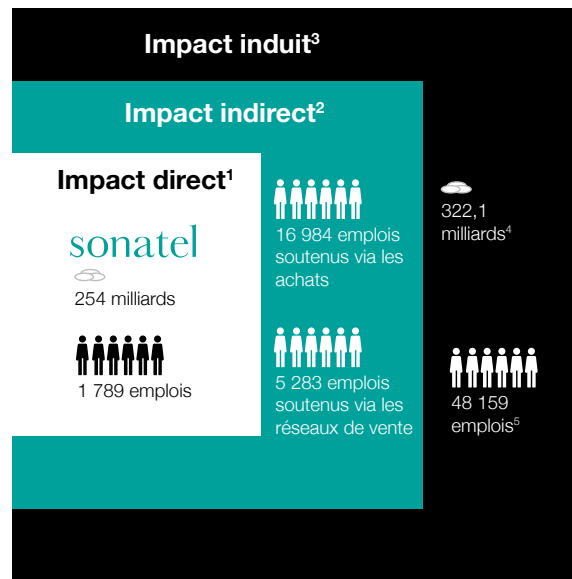 Impact induit³
Impact indirect²
Impact direct¹
sonatel
254 milliards
1 789 emplois
16 984 emplois
soutenus via les
achats
5 283 emplois
soutenus via les
réseaux de vente
322,1
milliards⁴
48 159
emplois⁵